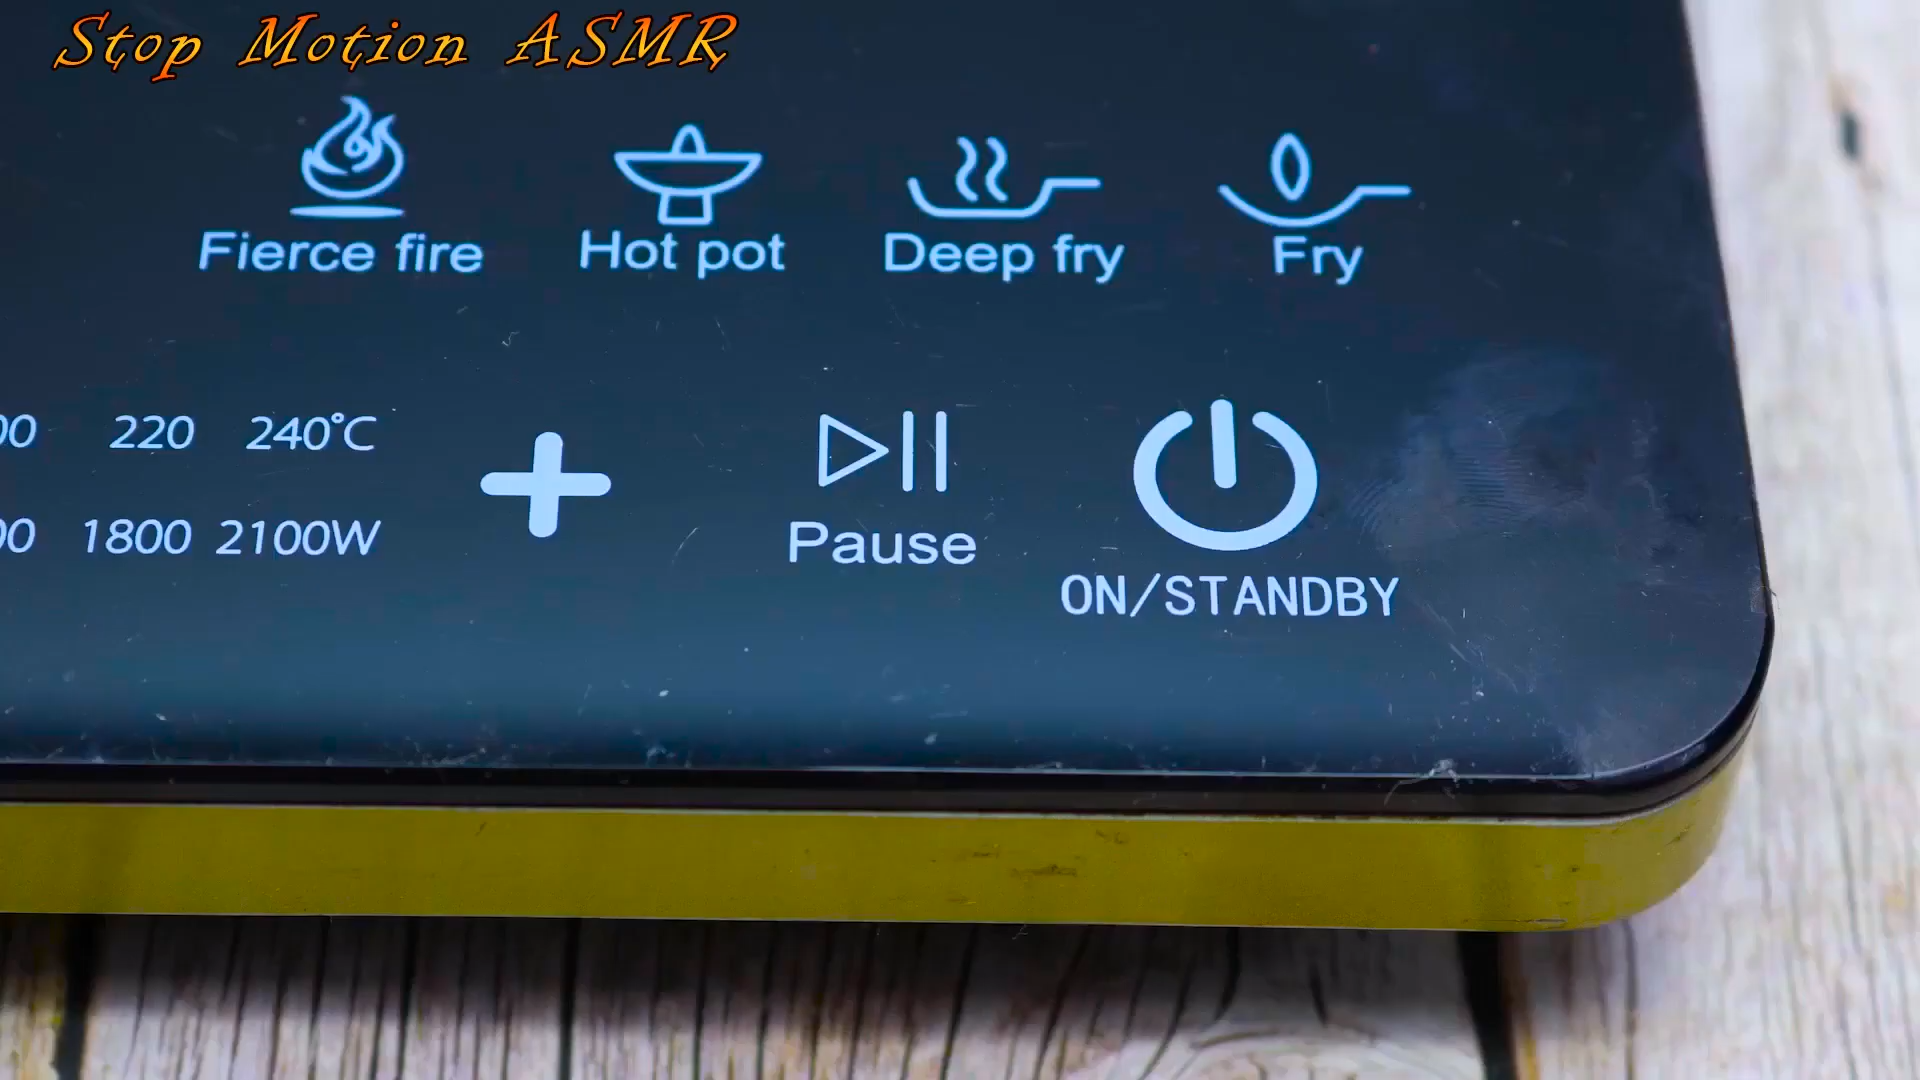 Stop Motion ASMR
Fierce fire Hot pot Deep fry Fry
220 240°C
1800 2100W
Pause
ON/STANDBY